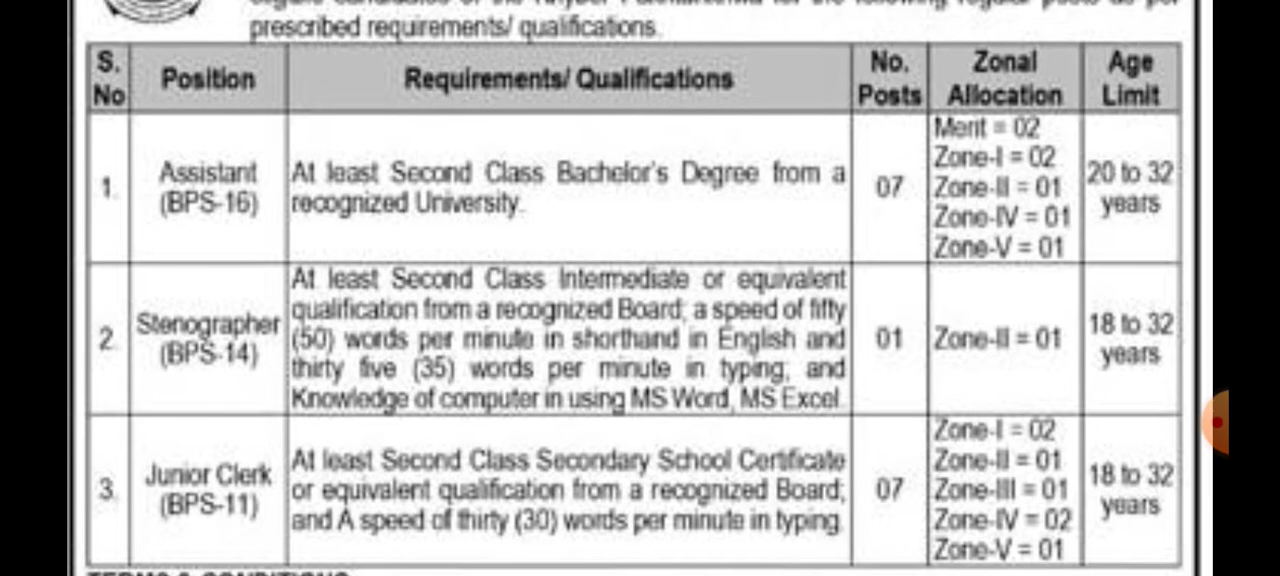 prescribed requirements/ qualifications.
S. No Position Requirements/ Qualifications No. Posts Zonal Allocation Age Limit
1. Assistant (BPS-16)
At least Second Class Bachelor's Degree from a
recognized University.
07
Merit = 02
Zone-I = 02
Zone-II = 01
Zone-IV = 01
Zone-V = 01
20 to 32
years
2. Stenographer (BPS-14)
At least Second Class Intermediate or equivalent
qualification from a recognized Board; a speed of fifty
(50) words per minute in shorthand in English and
thirty five (35) words per minute in typing; and
Knowledge of computer in using MS Word, MS Excel.
01
Zone-II = 01
18 to 32
years
3. Junior Clerk (BPS-11)
At least Second Class Secondary School Certificate
or equivalent qualification from a recognized Board;
and A speed of thirty (30) words per minute in typing.
07
Zone-I = 02
Zone-II = 01
Zone-III = 01
Zone-IV = 02
Zone-V = 01
18 to 32
years